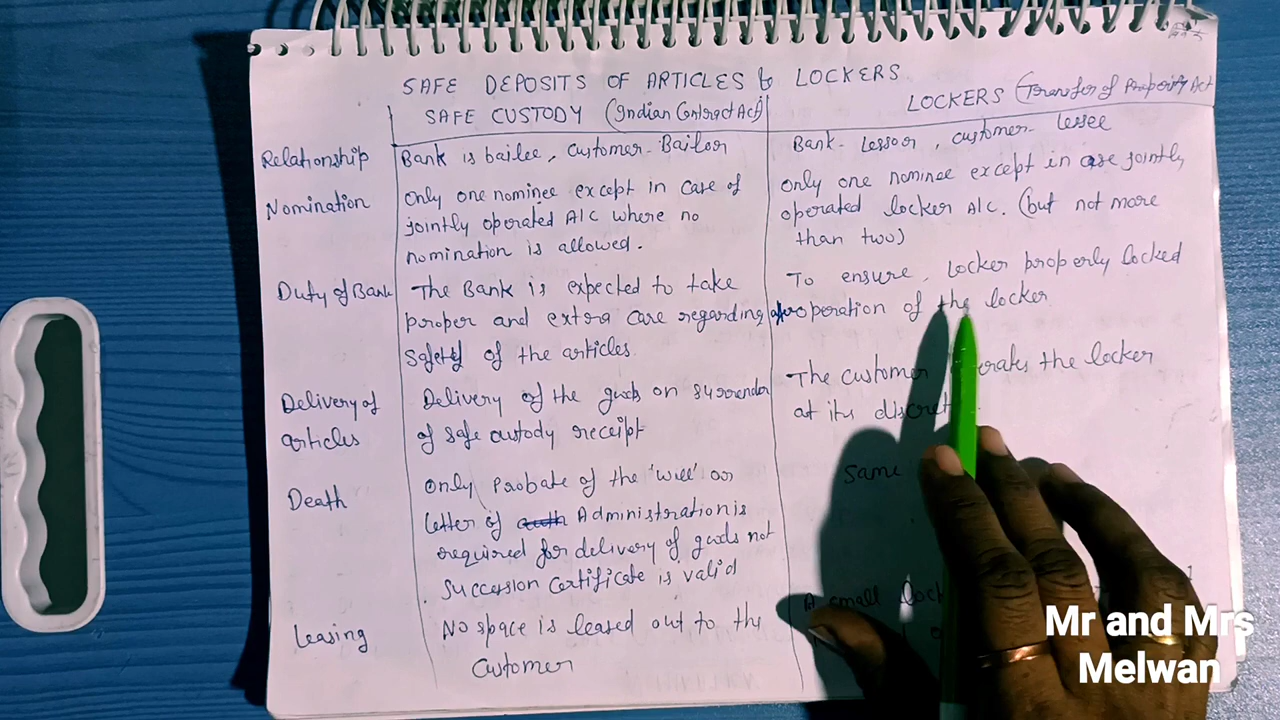 SAFE DEPOSITS OF ARTICLES & LOCKERS
SAFE CUSTODY (Indian Contract Act)
LOCKERS (Transfer of Property Act
Relationship
Bank is bailee, Customer-Bailor
Bank- Lessor, customer- lessee
Nomination
Only one nominee except in case of
jointly operated A/C where no
nomination is allowed.
only one nominee except in case jointly
operated locker A/C. (but not more
than two)
Duty of Bank
The Bank is expected to take
proper and extra care regarding
Safety of the articles
To ensure, Locker properly locked
after operation of the locker
Delivery of
articles
Delivery of the goods on surrender
of safe custody receipt
The customer the locker
at its
Death
Only Probate of the 'will' or
letter of Administration is
required for delivery of goods not
Succession Certificate is valid
Same
Leasing
No space is leased out to the
Customer
A small
Mr and Mrs
Melwan